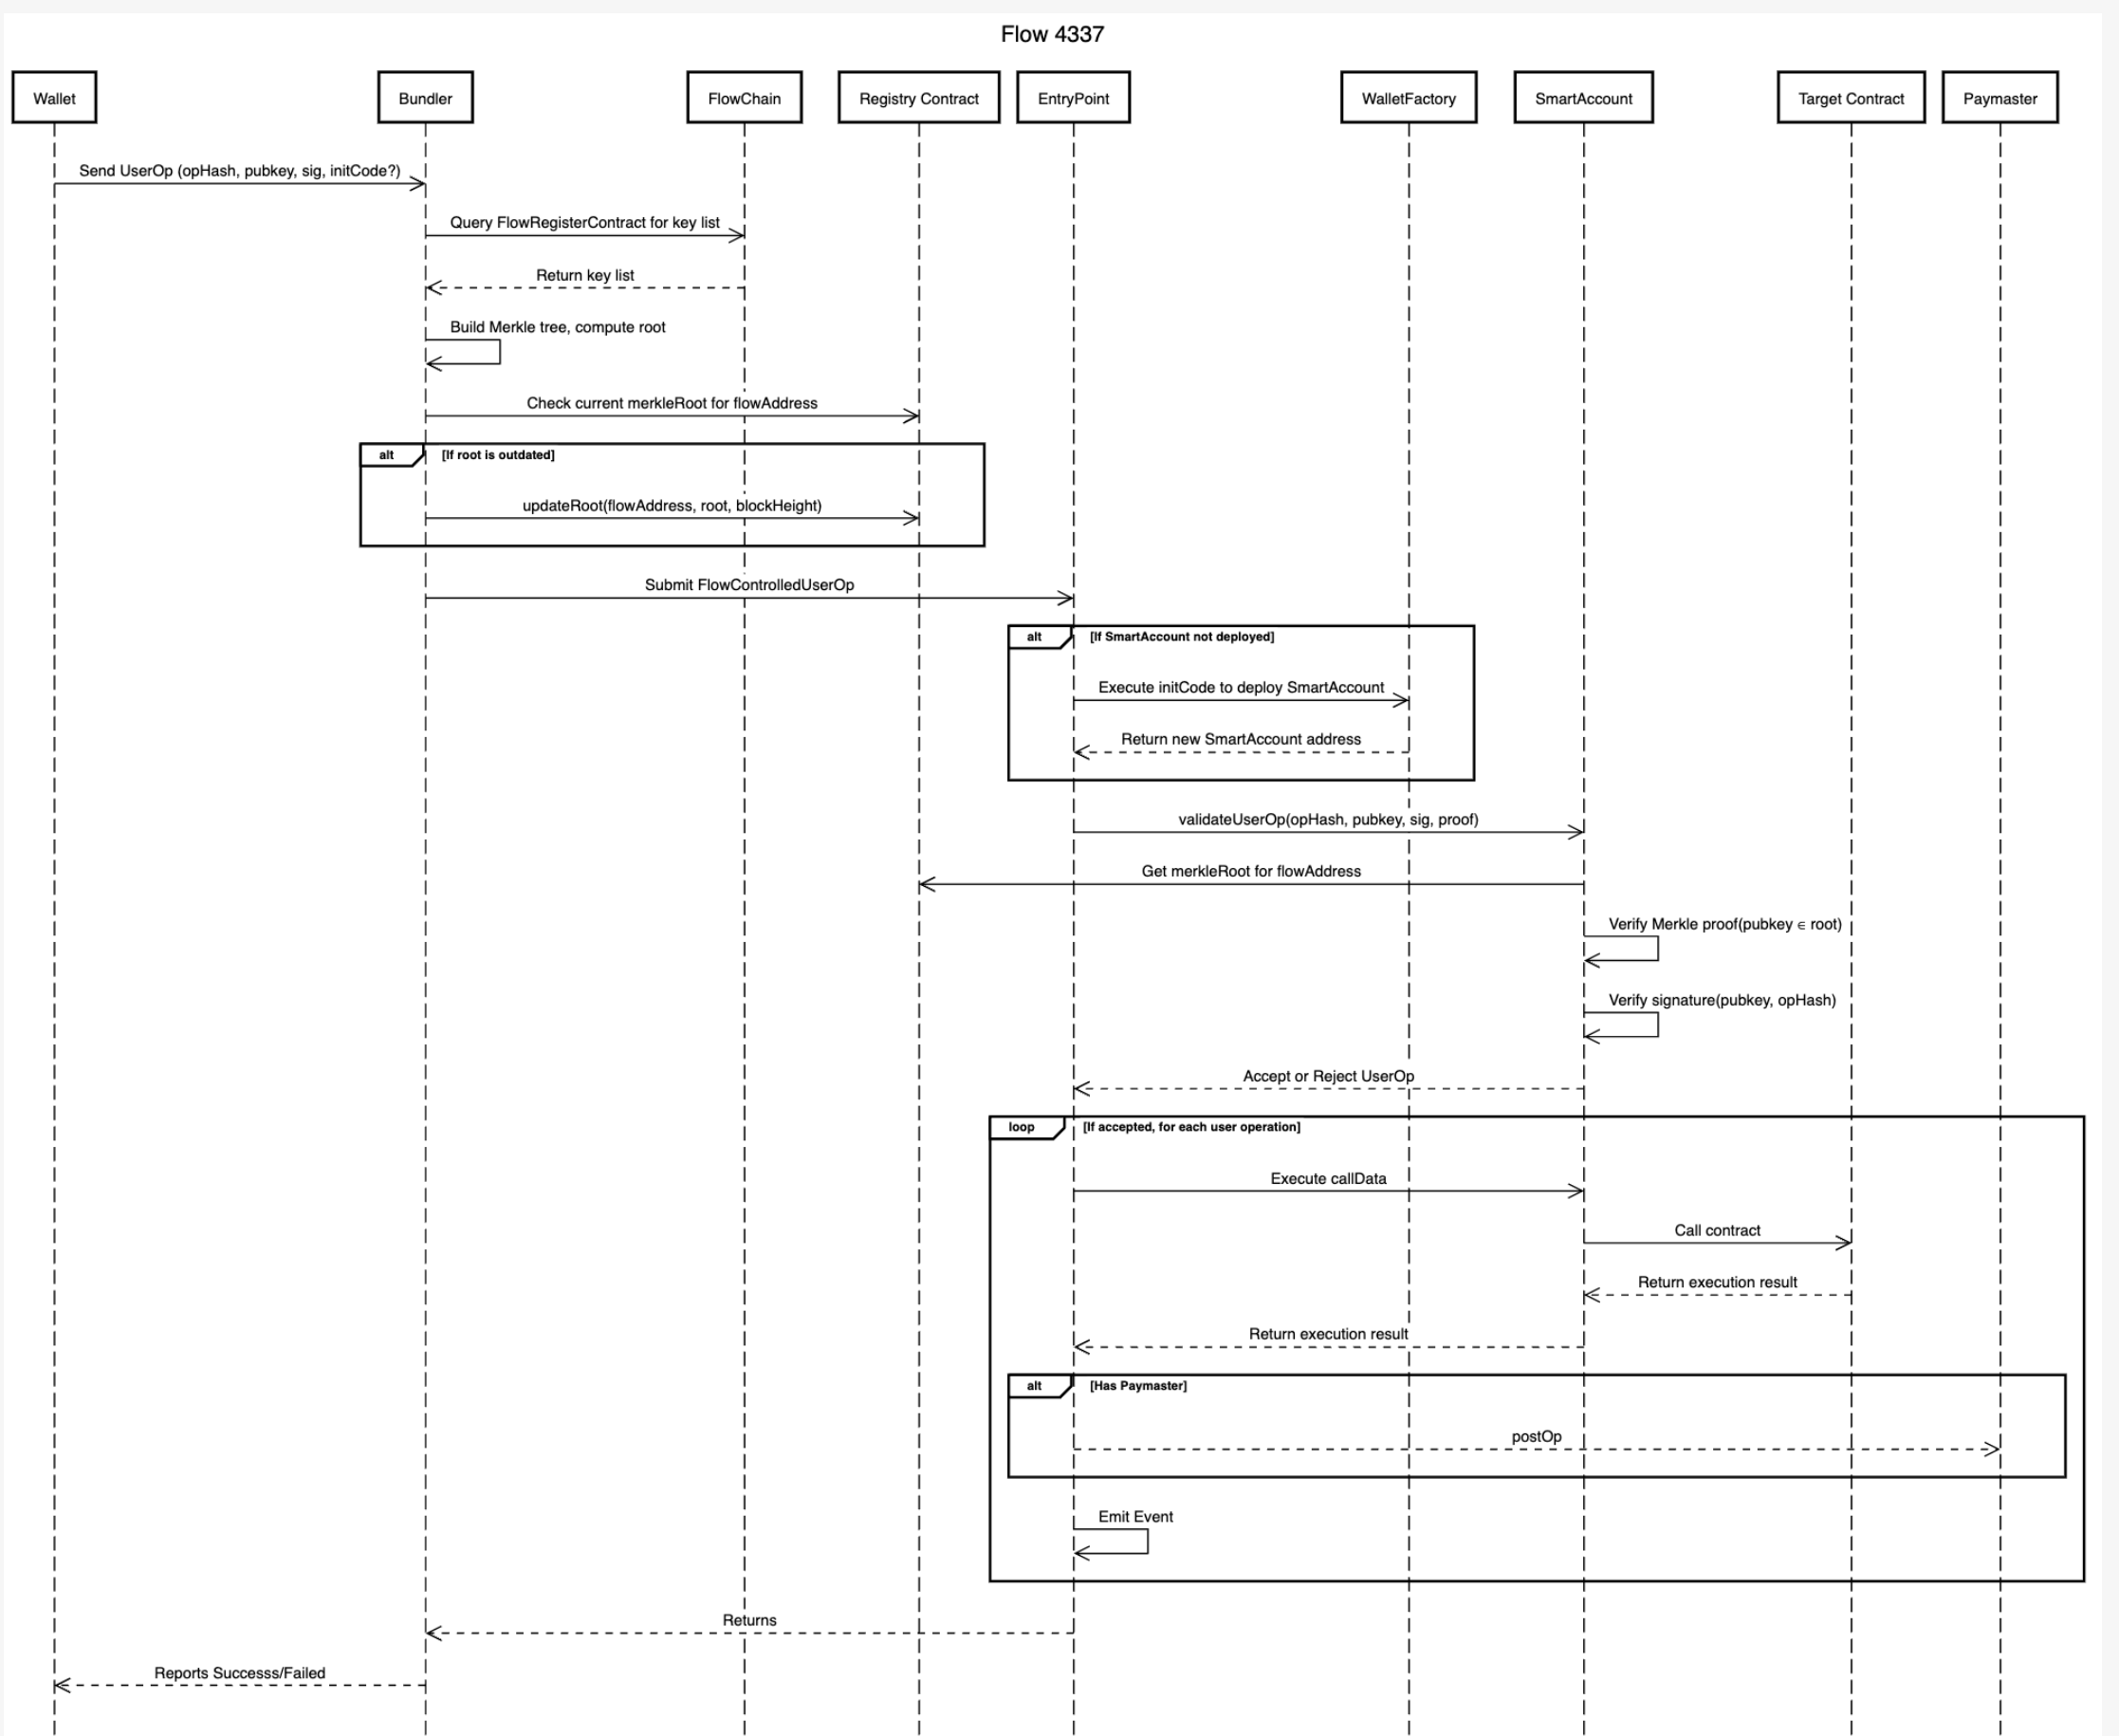 Flow 4337
Wallet
Bundler
FlowChain
Registry Contract
EntryPoint
WalletFactory
SmartAccount
Target Contract
Paymaster
Send UserOp (opHash, pubkey, sig, initCode?)
Query FlowRegisterContract for key list
Return key list
Build Merkle tree, compute root
Check current merkleRoot for flowAddress
alt
[If root is outdated]
updateRoot(flowAddress, root, blockHeight)
Submit FlowControlledUserOp
alt
[If SmartAccount not deployed]
Execute initCode to deploy SmartAccount
Return new SmartAccount address
validateUserOp(opHash, pubkey, sig, proof)
Get merkleRoot for flowAddress
Verify Merkle proof(pubkey ∈ root)
Verify signature(pubkey, opHash)
Accept or Reject UserOp
loop
[If accepted, for each user operation]
Execute callData
Call contract
Return execution result
Return execution result
alt
[Has Paymaster]
postOp
Emit Event
Returns
Reports Successs/Failed